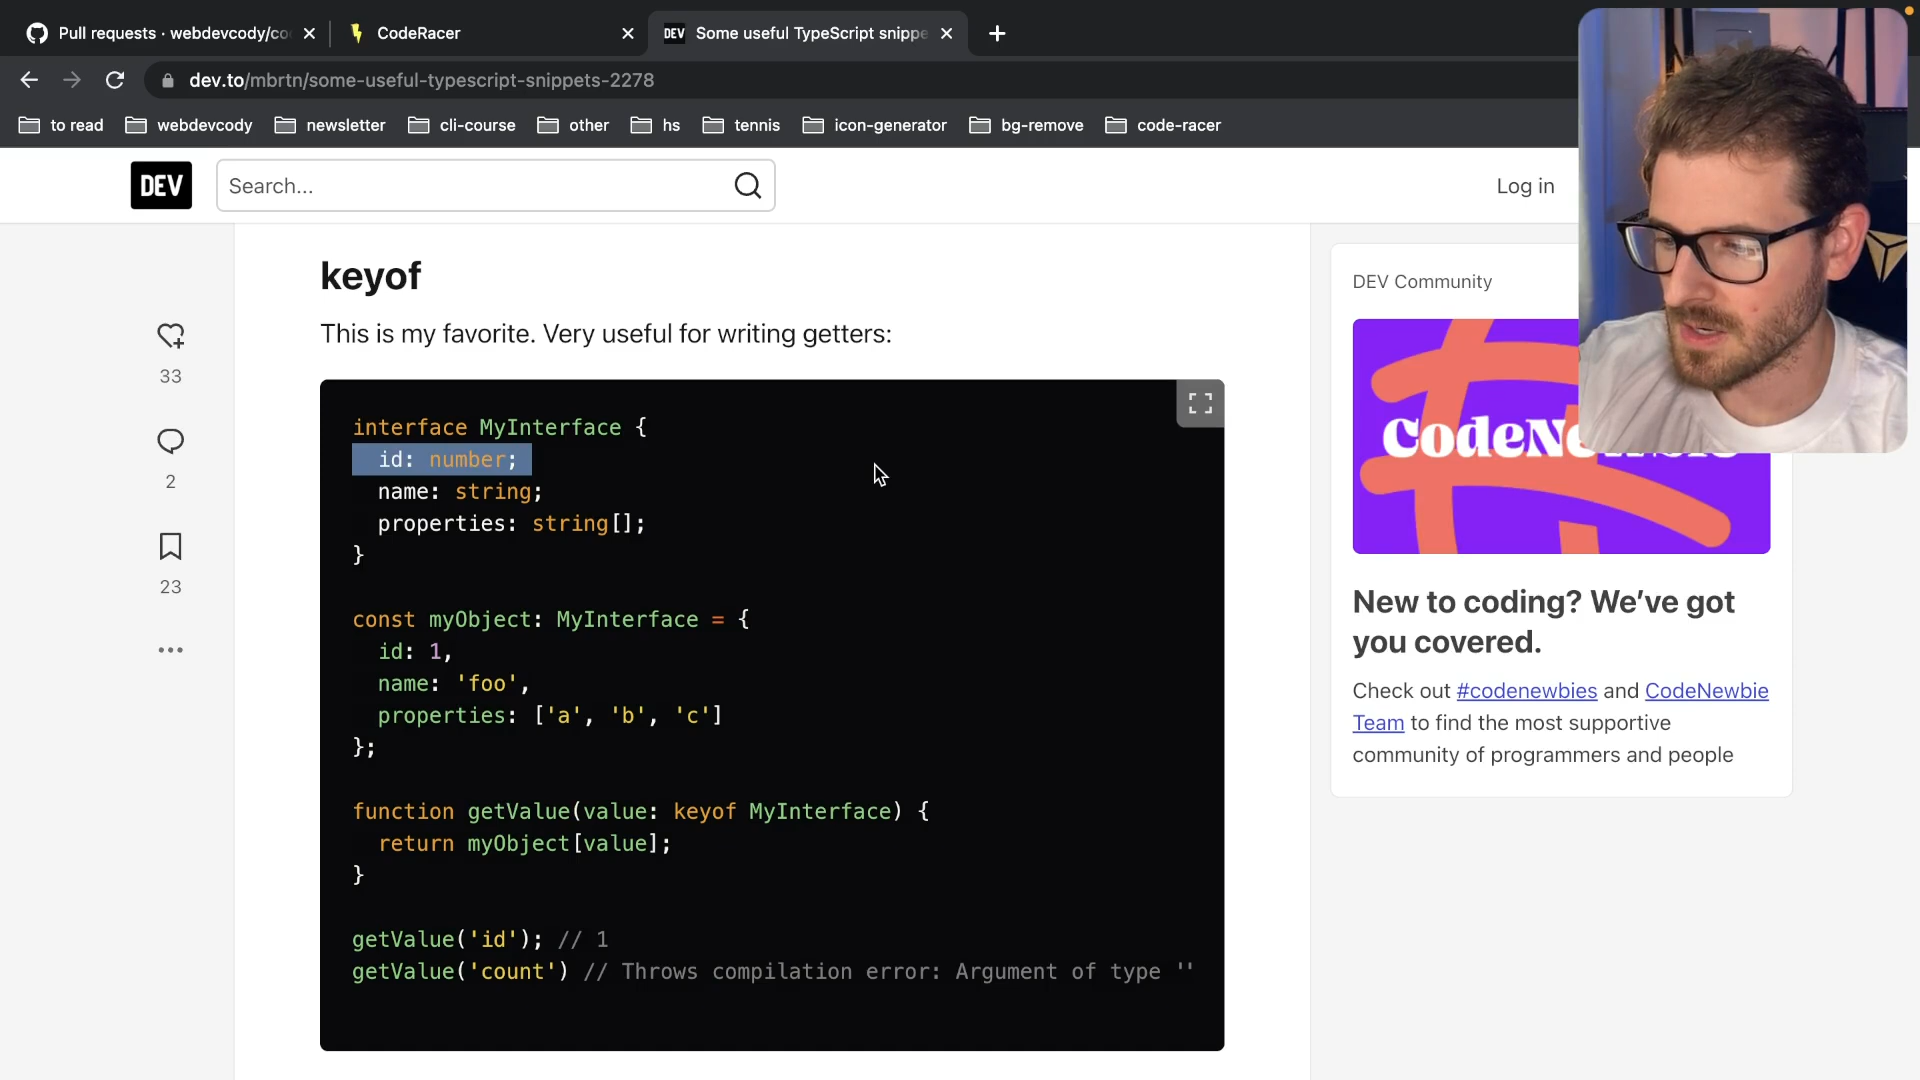 Pull requests · webdevcody/co
CodeRacer
DEV Some useful TypeScript snippe
dev.to/mbrtn/some-useful-typescript-snippets-2278
to read
webdevcody
newsletter
cli-course
other
hs
tennis
icon-generator
bg-remove
code-racer
DEV
Search...
Log in
keyof
This is my favorite. Very useful for writing getters:
33
2
23
interface MyInterface {
id: number;
name: string;
properties: string[];
}
const myObject: MyInterface = {
id: 1,
name: 'foo',
properties: ['a', 'b', 'c']
};
function getValue(value: keyof MyInterface) {
return myObject[value];
}
getValue('id'); // 1
getValue('count') // Throws compilation error: Argument of type ''
DEV Community
New to coding? We've got
you covered.
Check out #codenewbies and CodeNewbie
Team to find the most supportive
community of programmers and people